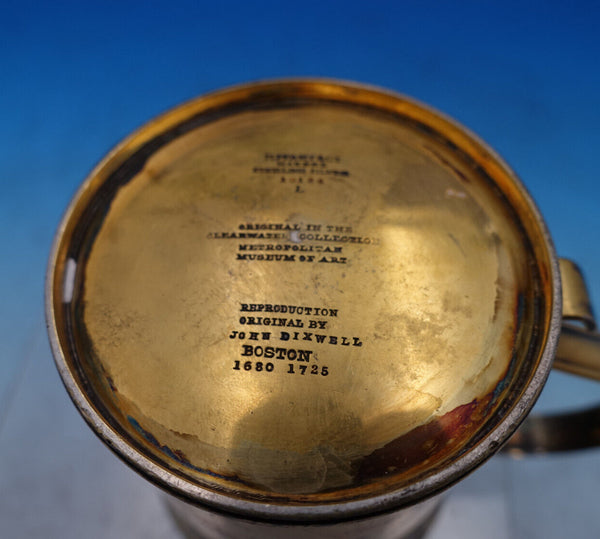 STERLING SILVER
L
ORIGINAL IN THE
CLEARWATER COLLECTION
METROPOLITAN
MUSEUM OF ART
REPRODUCTION
ORIGINAL BY
JOHN DIXWELL
BOSTON
1680 1725